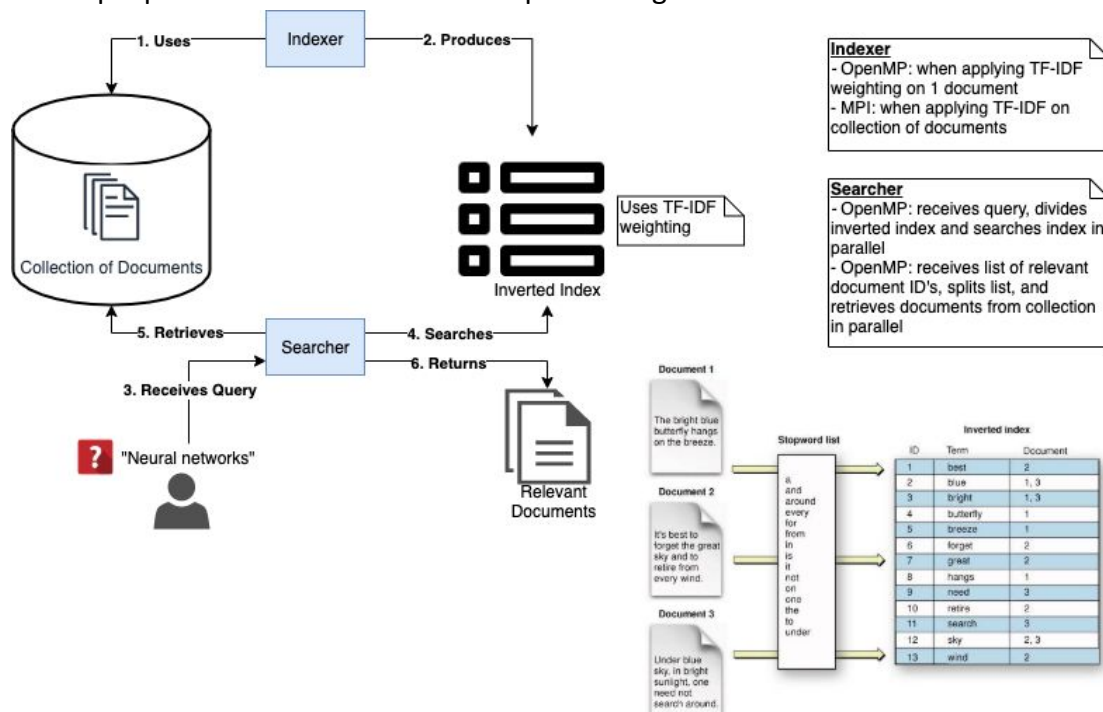 1. Uses
Indexer
2. Produces
Collection of Documents
Uses TF-IDF
weighting
Inverted Index
5. Retrieves
Searcher
4. Searches
6. Returns
3. Receives Query
? "Neural networks"
Relevant
Documents
Indexer
- OpenMP: when applying TF-IDF
weighting on 1 document
- MPI: when applying TF-IDF on
collection of documents
Searcher
- OpenMP: receives query, divides
inverted index and searches index in
parallel
- OpenMP: receives list of relevant
document ID's, splits list, and
retrieves documents from collection
in parallel
Document 1
The bright blue
butterfly hangs
on the breeze.
Document 2
It's best to
forget the great
sky and to
retire from
every wind.
Document 3
Under blue
sky, in bright
sunlight, one
need not
search around.
Stopword list
a
and
around
every
for
from
in
is
it
not
on
one
the
to
under
Inverted index
ID Term Document
1 best 2
2 blue 1, 3
3 bright 1, 3
4 butterfly 1
5 breeze 1
6 forget 2
7 great 2
8 hangs 1
9 need 3
10 retire 2
11 search 3
12 sky 2, 3
13 wind 2